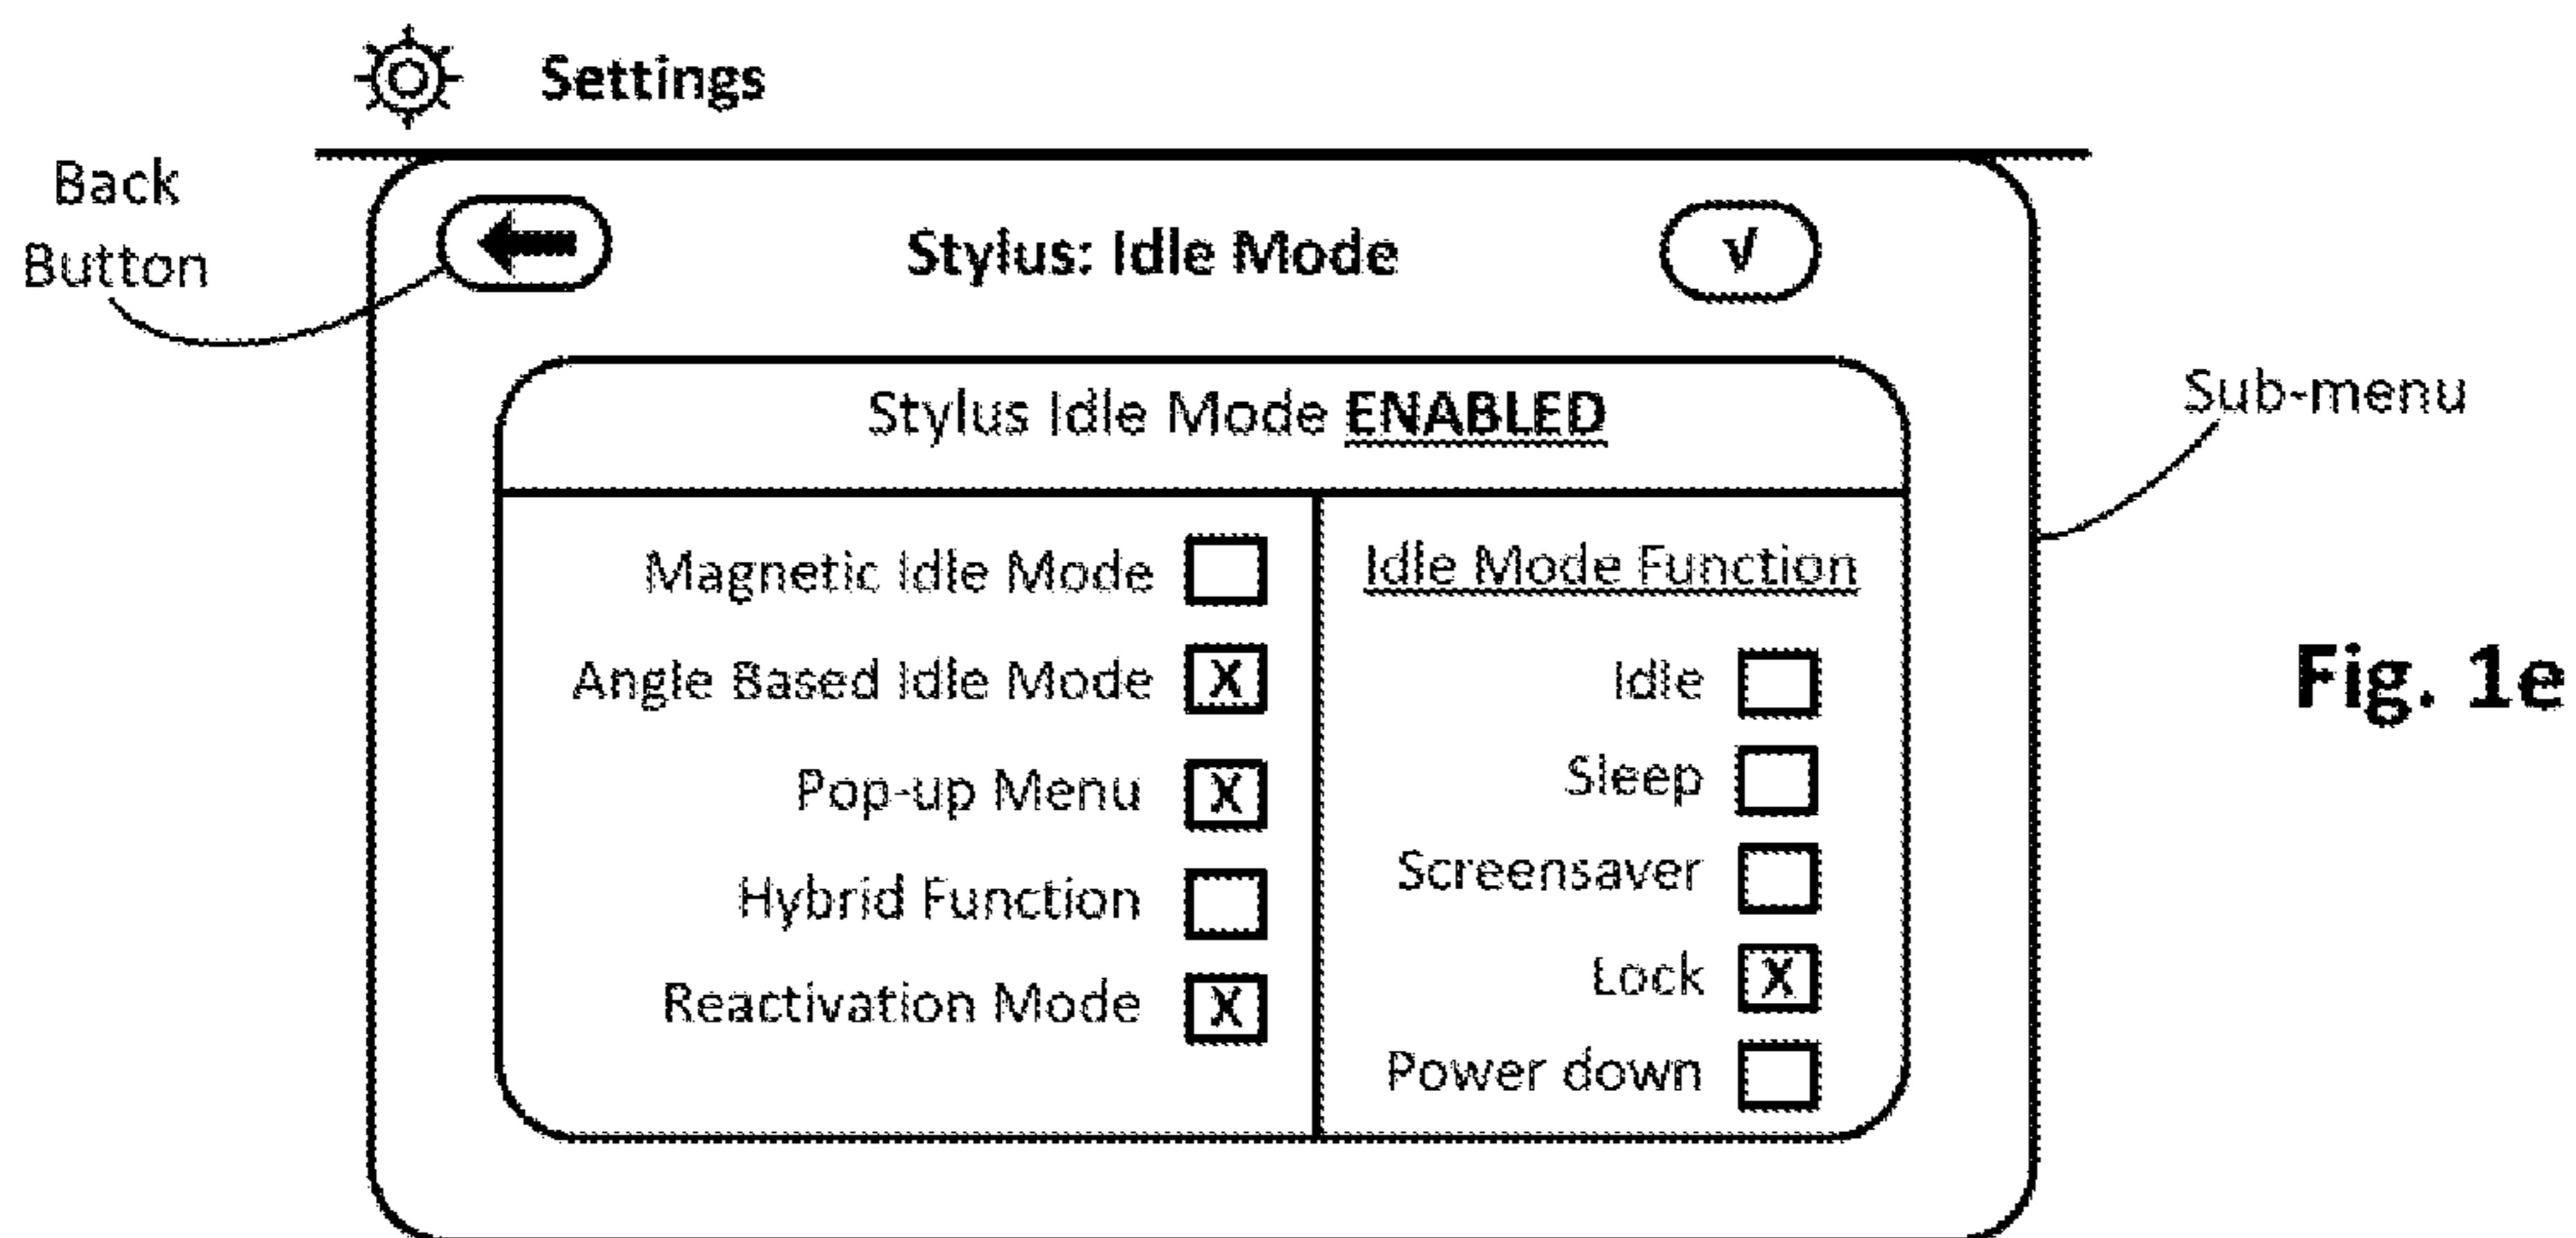 Settings
Back
Button
Stylus: Idle Mode
√
Stylus Idle Mode ENABLED
Sub-menu
Magnetic Idle Mode
Angle Based Idle Mode X
Pop-up Menu X
Hybrid Function
Reactivation Mode X
Idle Mode Function
Idle
Sleep
Screensaver
Lock X
Power down
Fig. 1e